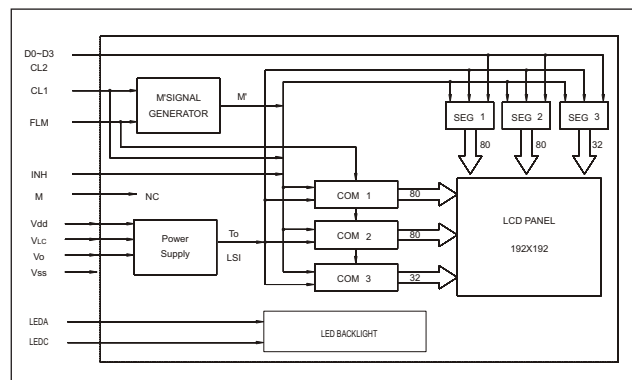 D0~D3
CL2
CL1
FLM
INH
M
NC
Vdd
VLC
Vo
Vss
LEDA
LEDC
M'SIGNAL
GENERATOR
M'
Power
Supply
To
LSI
SEG 1
SEG 2
SEG 3
80
80
32
COM 1
80
COM 2
80
COM 3
32
LCD PANEL
192X192
LED BACKLIGHT